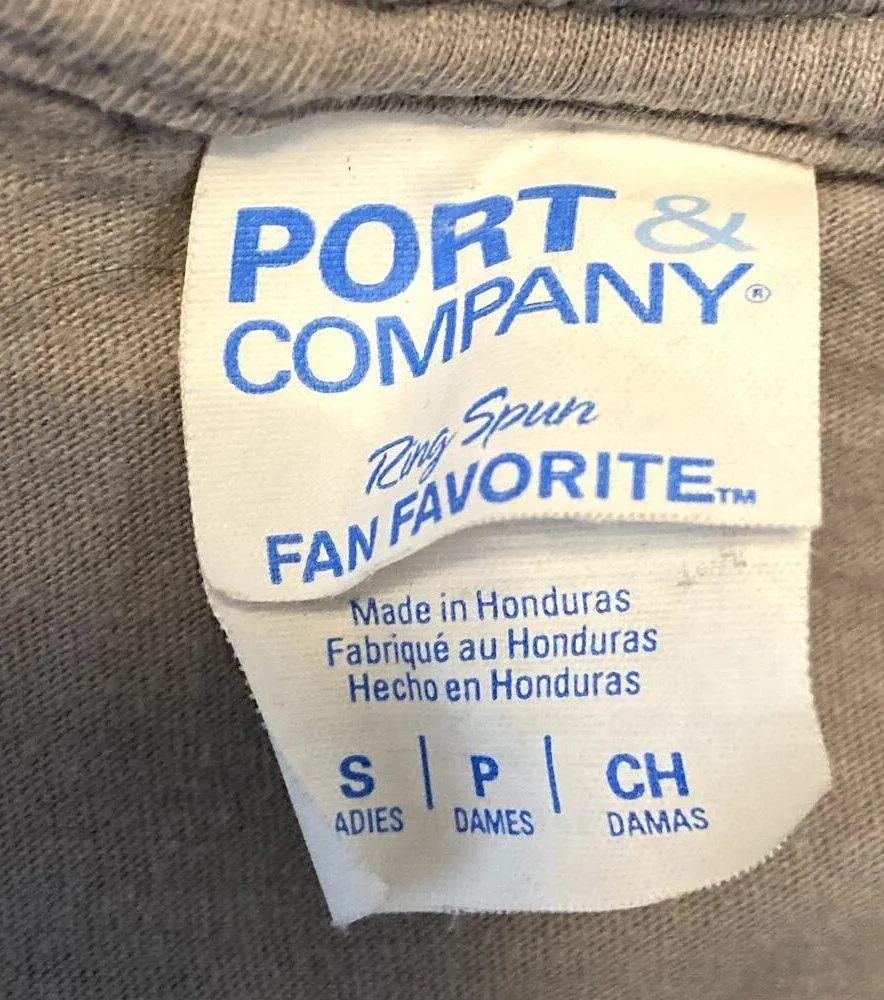 PORT &
COMPANY®
Ring Spun
FAN FAVORITE™
Made in Honduras
Fabriqué au Honduras
Hecho en Honduras
S | P | CH
ADIES DAMES DAMAS